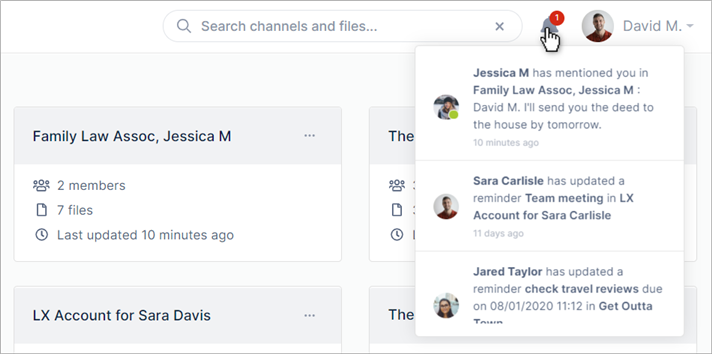 Search channels and files...
1
David M.
Jessica M has mentioned you in
Family Law Assoc, Jessica M :
David M. I'll send you the deed to
the house by tomorrow.
10 minutes ago
Sara Carlisle has updated a
reminder Team meeting in LX
Account for Sara Carlisle
11 days ago
Jared Taylor has updated a
reminder check travel reviews due
on 08/01/2020 11:12 in Get Outta
Town
Family Law Assoc, Jessica M
2 members
7 files
Last updated 10 minutes ago
The
LX Account for Sara Davis
The